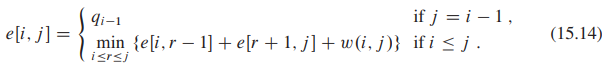 e[i, j] = { q_{i−1} if j = i − 1 ,
min_{i≤r≤j} {e[i, r − 1] + e[r + 1, j] + w(i, j)} if i ≤ j . (15.14)